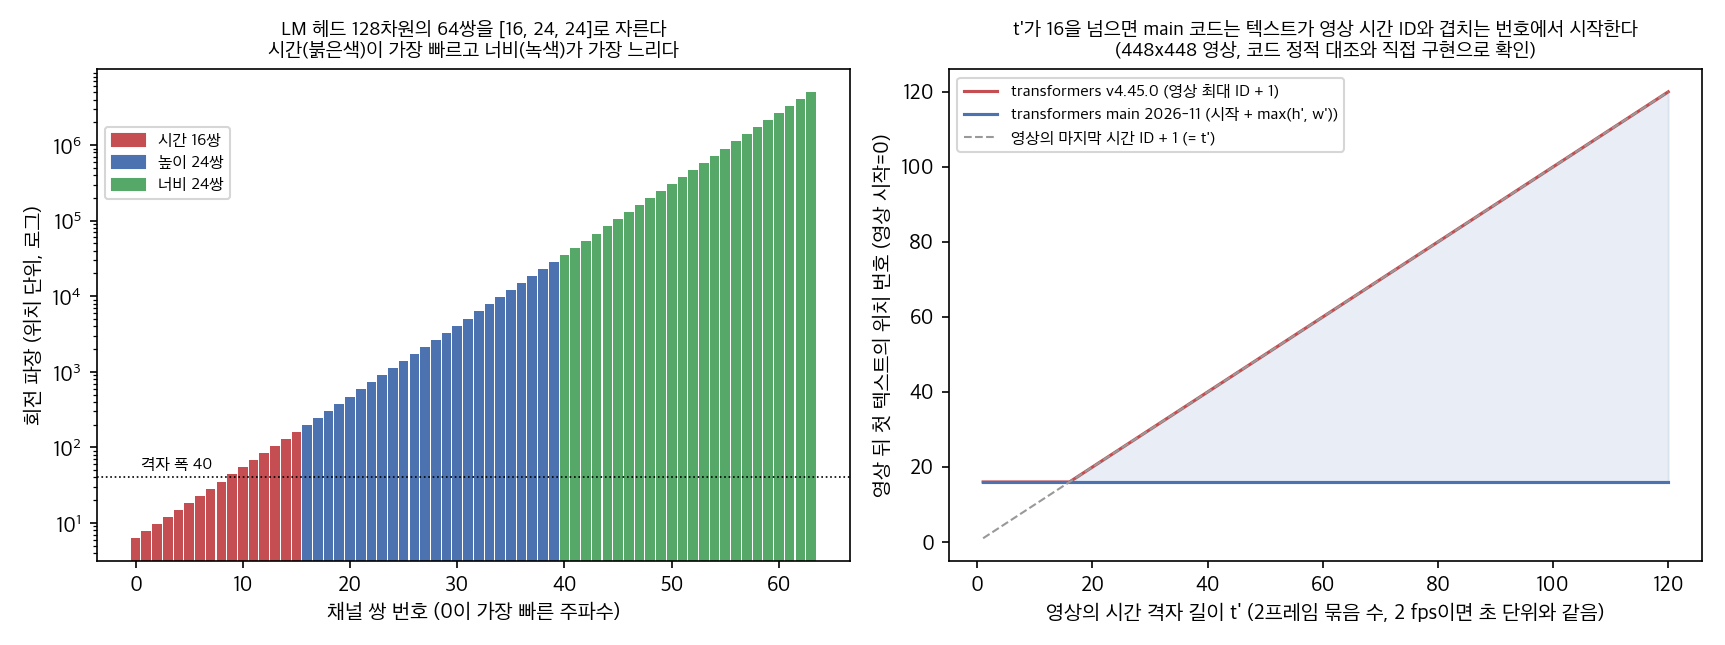 LM 헤드 128차원의 64쌍을 [16, 24, 24]로 자른다
시간(붉은색)이 가장 빠르고 너비(녹색)가 가장 느리다
시간 16쌍
높이 24쌍
너비 24쌍
격자 폭 40
회전 파장 (위치 단위, 로그)
10⁶
10⁵
10⁴
10³
10²
10¹
0 10 20 30 40 50 60
채널 쌍 번호 (0이 가장 빠른 주파수)
t'가 16을 넘으면 main 코드는 텍스트가 영상 시간 ID와 겹치는 번호에서 시작한다
(448x448 영상, 코드 정적 대조와 직접 구현으로 확인)
transformers v4.45.0 (영상 최대 ID + 1)
transformers main 2026-11 (시작 + max(h', w'))
영상의 마지막 시간 ID + 1 (= t')
영상 뒤 첫 텍스트의 위치 번호 (영상 시작=0)
120
100
80
60
40
20
0
0 20 40 60 80 100 120
영상의 시간 격자 길이 t' (2프레임 묶음 수, 2 fps이면 초 단위와 같음)